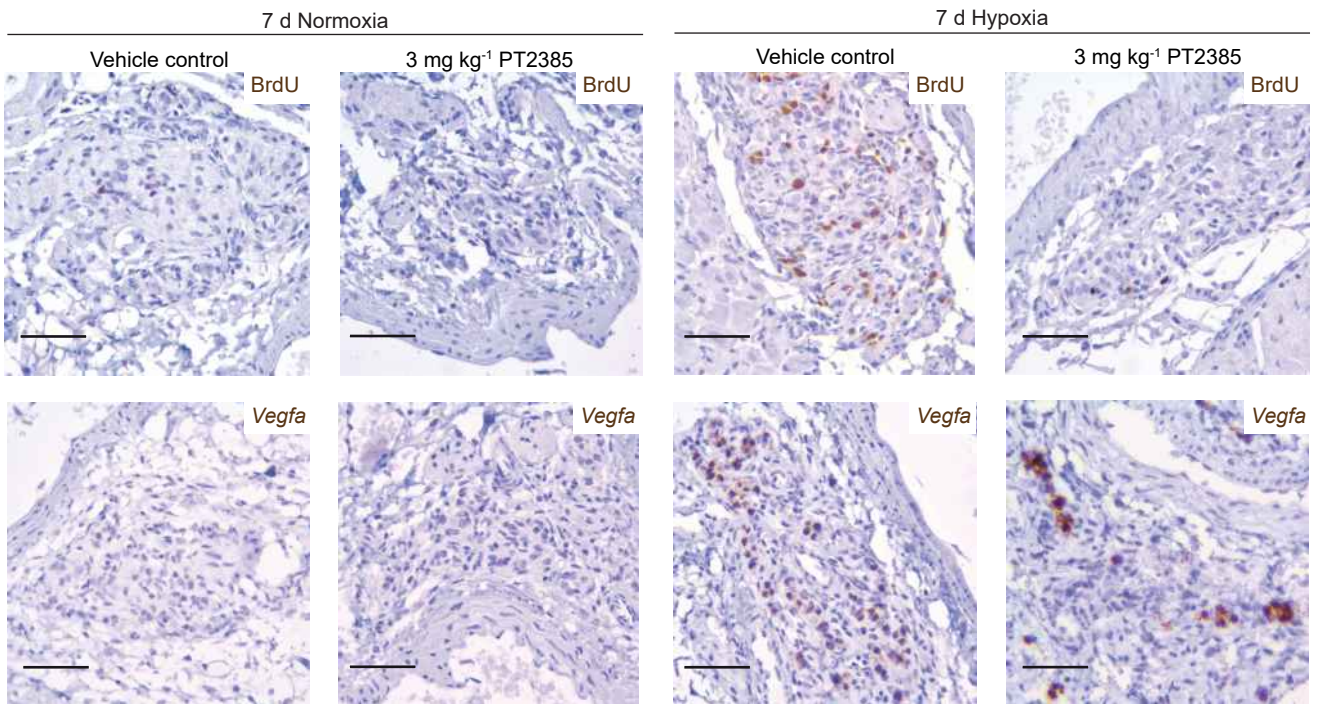 7 d Normoxia
7 d Hypoxia
Vehicle control
3 mg kg⁻¹ PT2385
Vehicle control
3 mg kg⁻¹ PT2385
BrdU
BrdU
BrdU
BrdU
Vegfa
Vegfa
Vegfa
Vegfa